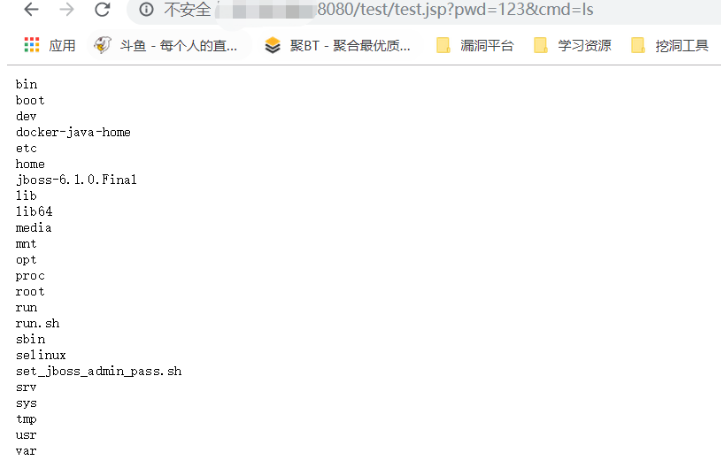 不安全 8080/test/test.jsp?pwd=123&cmd=ls
应用 斗鱼 - 每个人的直... 聚BT - 聚合最优质... 漏洞平台 学习资源 挖洞工具
bin
boot
dev
docker-java-home
etc
home
jboss-6.1.0.Final
lib
lib64
media
mnt
opt
proc
root
run
run.sh
sbin
selinux
set_jboss_admin_pass.sh
srv
sys
tmp
usr
var